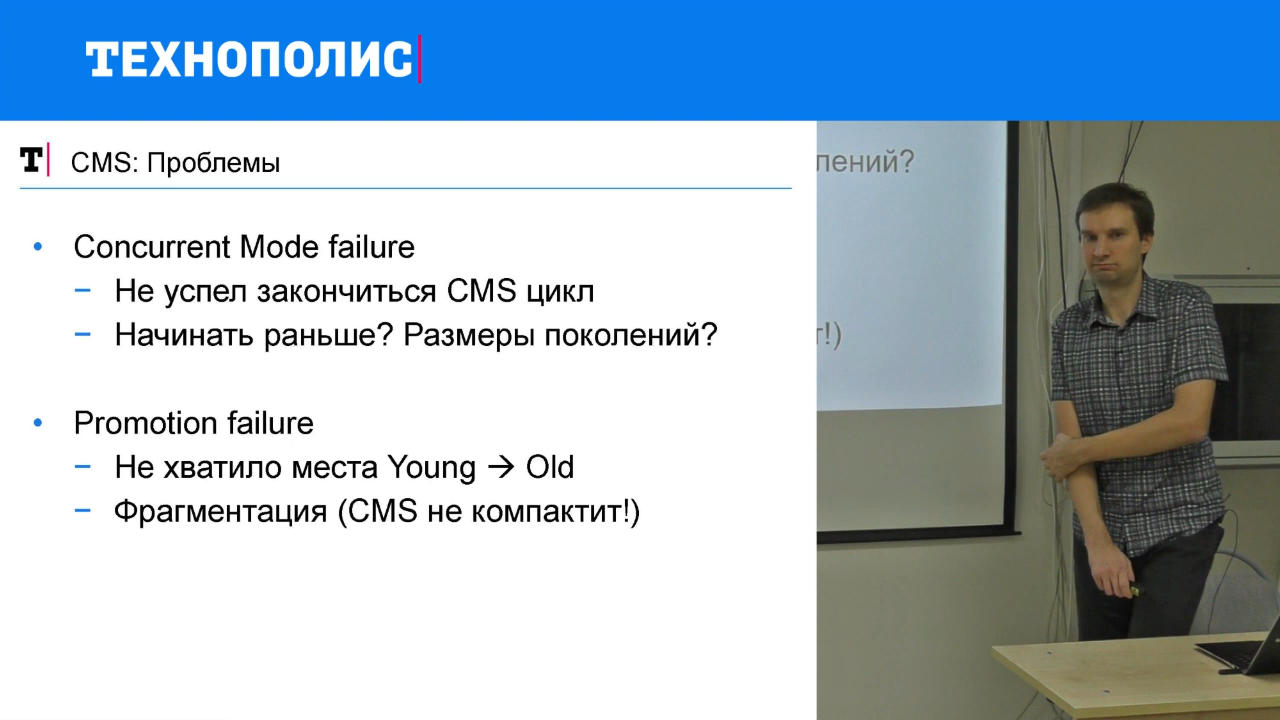 ТЕХНОПОЛИС
T CMS: Проблемы
• Concurrent Mode failure
− Не успел закончиться CMS цикл
− Начинать раньше? Размеры поколений?
• Promotion failure
− Не хватило места Young → Old
− Фрагментация (CMS не компактит!)
лений?
т!)